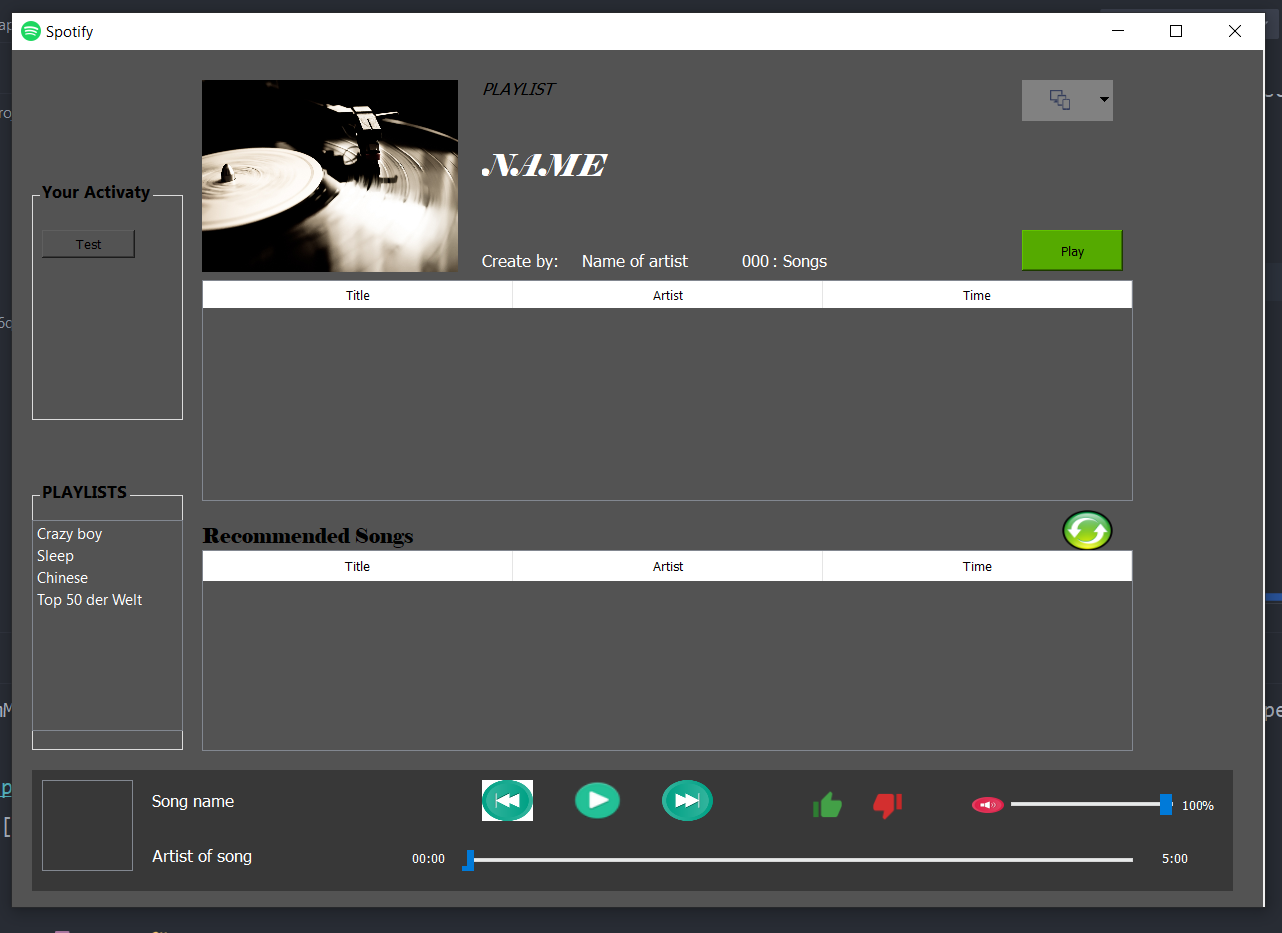 Spotify
PLAYLIST
NAME
Your Activaty
Test
Create by: Name of artist 000 : Songs
Play
Title Artist Time
PLAYLISTS
Crazy boy
Sleep
Chinese
Top 50 der Welt
Recommended Songs
Title Artist Time
Song name
100%
Artist of song
00:00
5:00